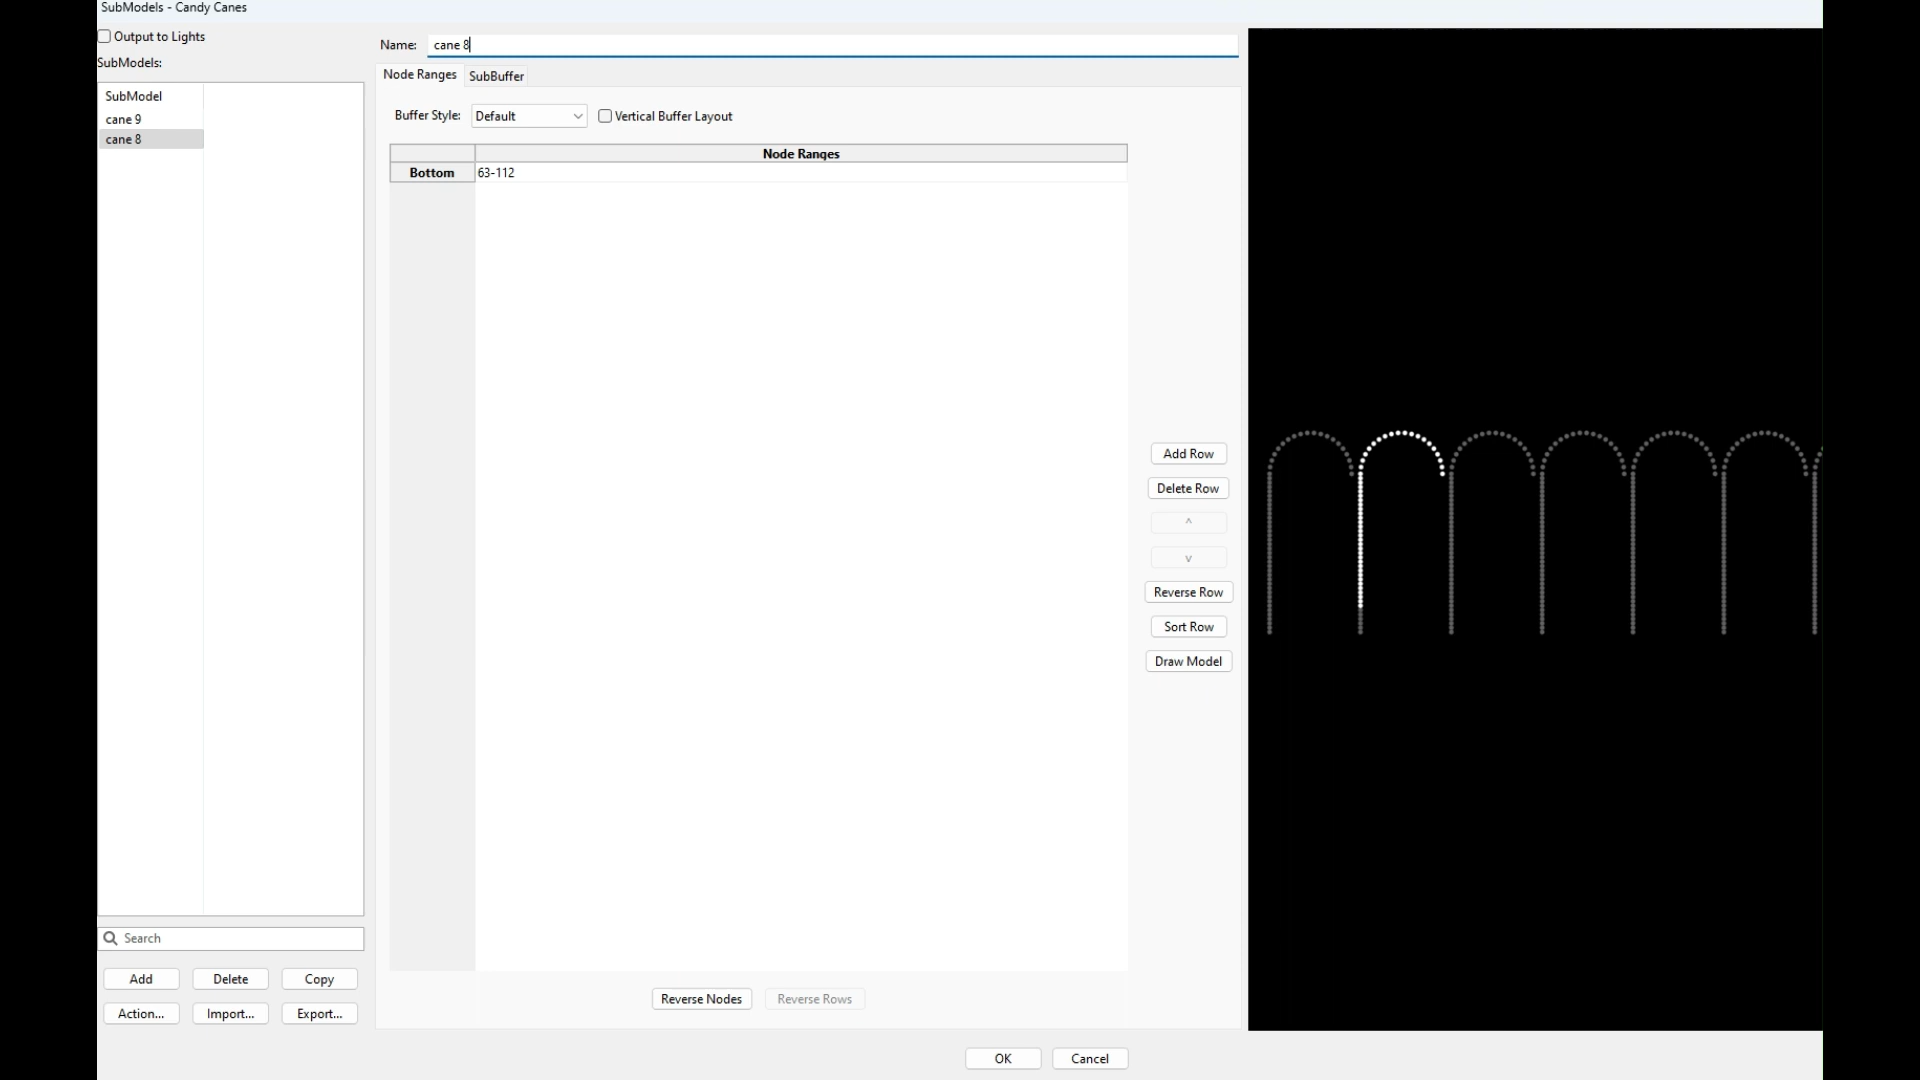 SubModels - Candy Canes
Output to Lights
SubModels:
SubModel
cane 9
cane 8
Search
Add
Delete
Copy
Action...
Import...
Export...
Name:
cane 8
Node Ranges
SubBuffer
Buffer Style:
Default
Vertical Buffer Layout
Node Ranges
Bottom
63-112
Add Row
Delete Row
^
v
Reverse Row
Sort Row
Draw Model
Reverse Nodes
Reverse Rows
OK
Cancel